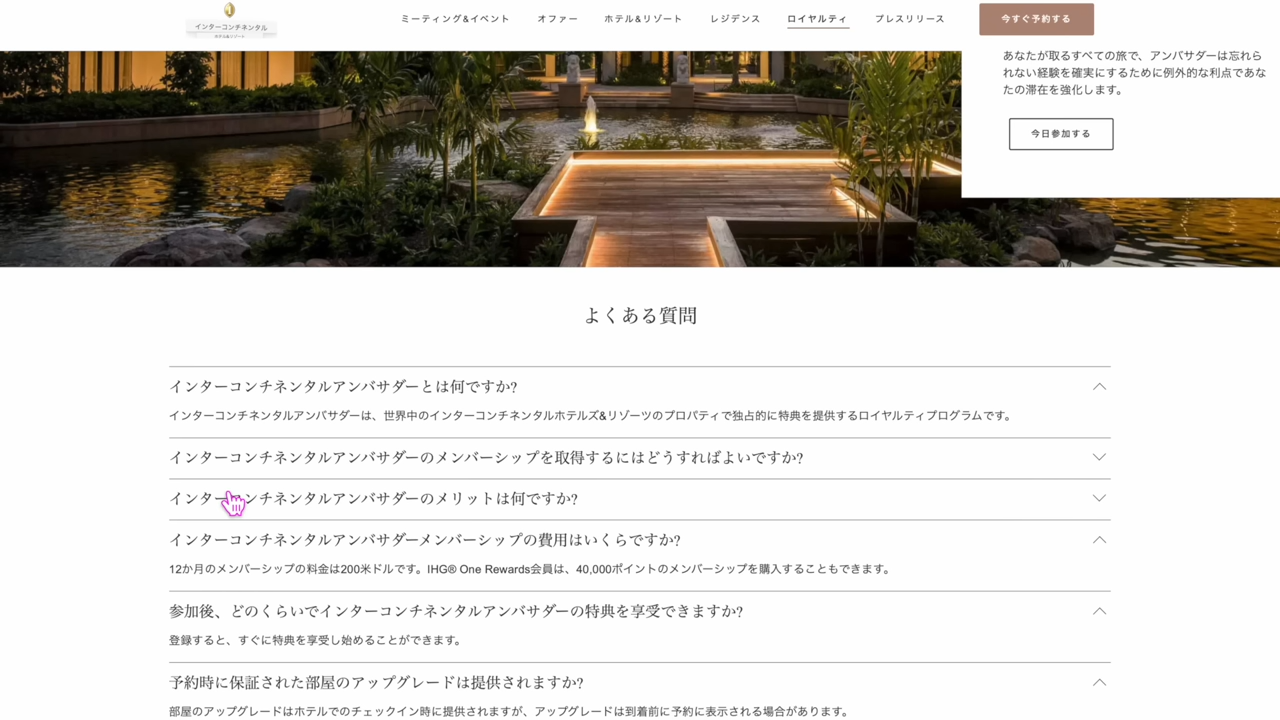 インターコンチネンタル
ホテル&リゾート
ミーティング&イベント オファー ホテル&リゾート レジデンス ロイヤルティ プレスリリース 今すぐ予約する
あなたが取るすべての旅で、アンバサダーは忘れら
れない経験を確実にするために例外的な利点であな
たの滞在を強化します。
今日参加する
よくある質問
インターコンチネンタルアンバサダーとは何ですか?
インターコンチネンタルアンバサダーは、世界中のインターコンチネンタルホテルズ&リゾーツのプロパティで独占的に特典を提供するロイヤルティプログラムです。
インターコンチネンタルアンバサダーのメンバーシップを取得するにはどうすればよいですか?
インターコンチネンタルアンバサダーのメリットは何ですか?
インターコンチネンタルアンバサダーメンバーシップの費用はいくらですか?
12か月のメンバーシップの料金は200米ドルです。IHG® One Rewards会員は、40,000ポイントのメンバーシップを購入することもできます。
参加後、どのくらいでインターコンチネンタルアンバサダーの特典を享受できますか?
登録すると、すぐに特典を享受し始めることができます。
予約時に保証された部屋のアップグレードは提供されますか?
部屋のアップグレードはホテルでのチェックイン時に提供されますが、アップグレードは到着前に予約に表示される場合があります。